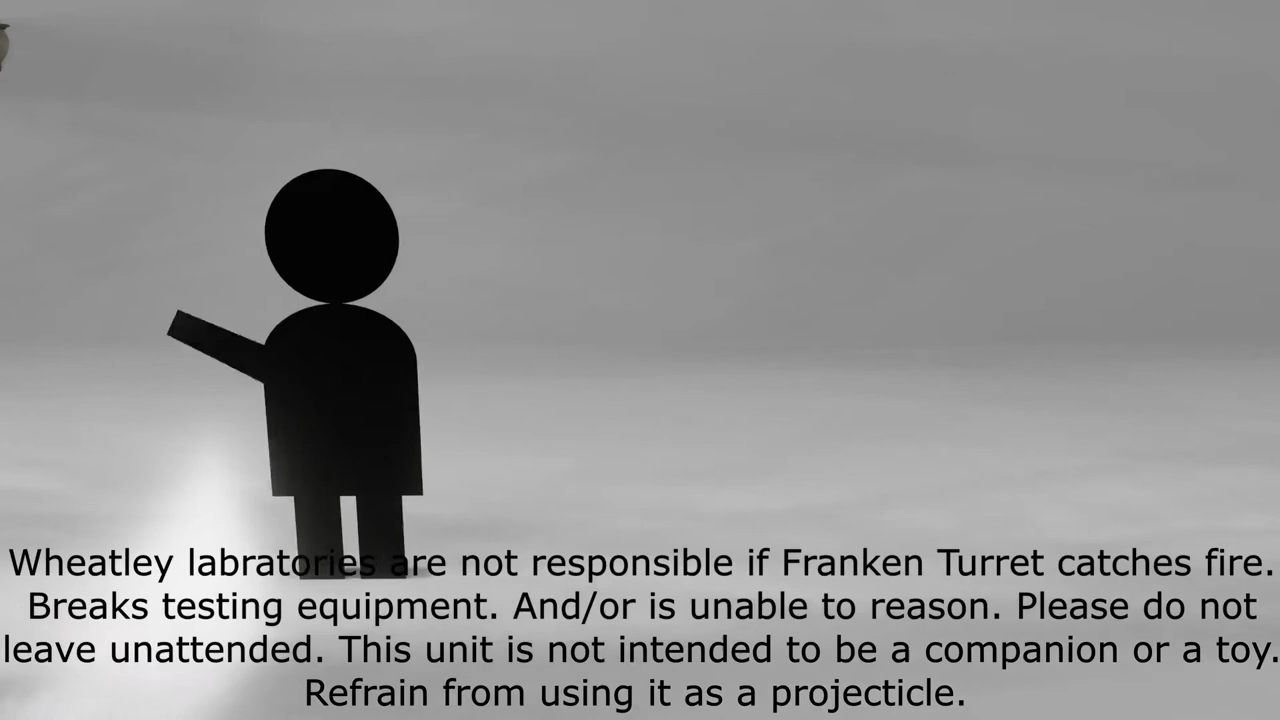 Wheatley labratories are not responsible if Franken Turret catches fire.
Breaks testing equipment. And/or is unable to reason. Please do not
leave unattended. This unit is not intended to be a companion or a toy.
Refrain from using it as a projecticle.